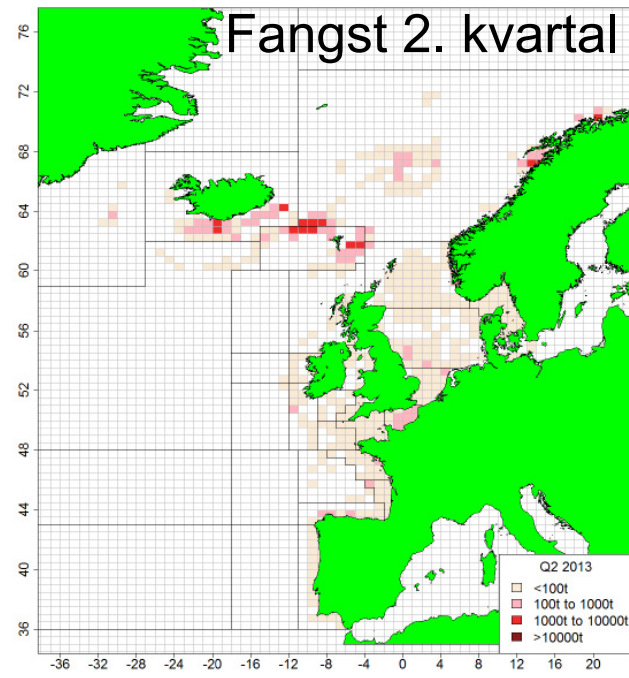 Fangst 2. kvartal
76
72
68
64
60
56
52
48
44
40
36
Q2 2013
<100t
100t to 1000t
1000t to 10000t
>10000t
-36 -32 -28 -24 -20 -16 -12 -8 -4 0 4 8 12 16 20